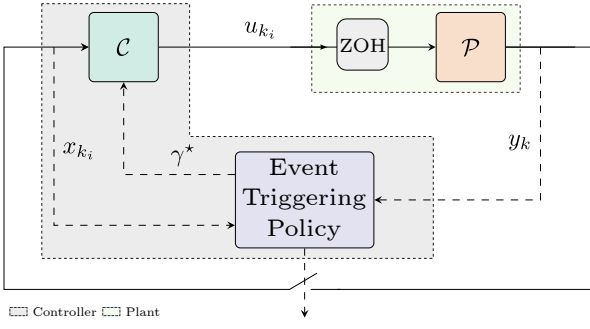 𝒞
u_{k_i}
ZOH
𝒫
x_{k_i}
γ*
y_k
Event
Triggering
Policy
Controller
Plant